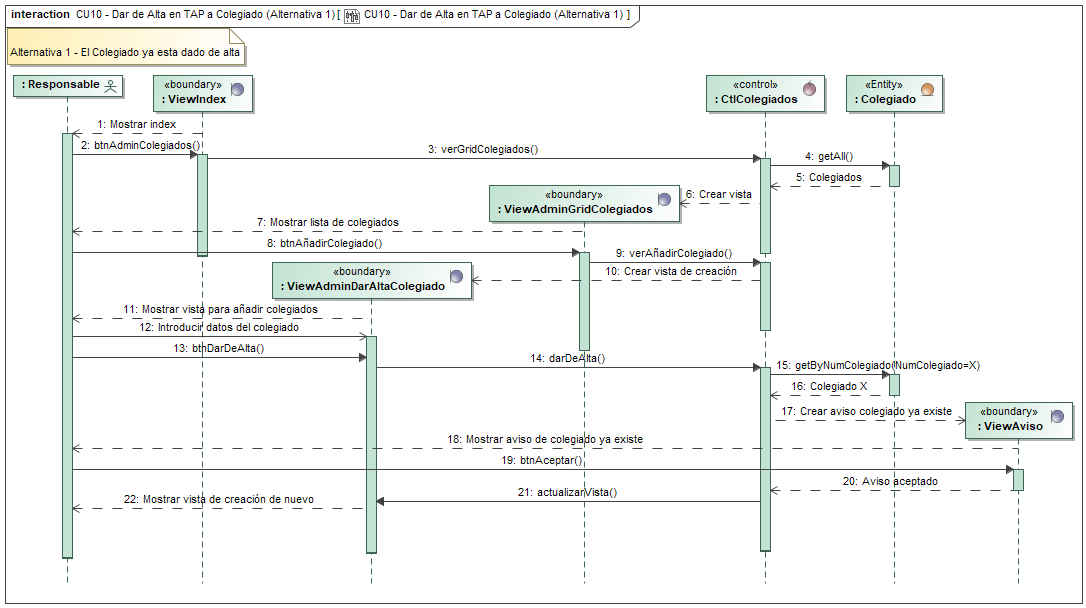 interaction CU10 - Dar de Alta en TAP a Colegiado (Alternativa 1) [ CU10 - Dar de Alta en TAP a Colegiado (Alternativa 1) ]
Alternativa 1 - El Colegiado ya esta dado de alta
: Responsable
«boundary»
: ViewIndex
«control»
: CtlColegiados
«Entity»
: Colegiado
1: Mostrar index
2: btnAdminColegiados()
3: verGridColegiados()
4: getAll()
5: Colegiados
6: Crear vista
«boundary»
: ViewAdminGridColegiados
7: Mostrar lista de colegiados
8: btnAñadirColegiado()
9: verAñadirColegiado()
10: Crear vista de creación
«boundary»
: ViewAdminDarAltaColegiado
11: Mostrar vista para añadir colegiados
12: Introducir datos del colegiado
13: btnDarDeAlta()
14: darDeAlta()
15: getByNumColegiado(NumColegiado=X)
16: Colegiado X
17: Crear aviso colegiado ya existe
«boundary»
: ViewAviso
18: Mostrar aviso de colegiado ya existe
19: btnAceptar()
20: Aviso aceptado
21: actualizarVista()
22: Mostrar vista de creación de nuevo